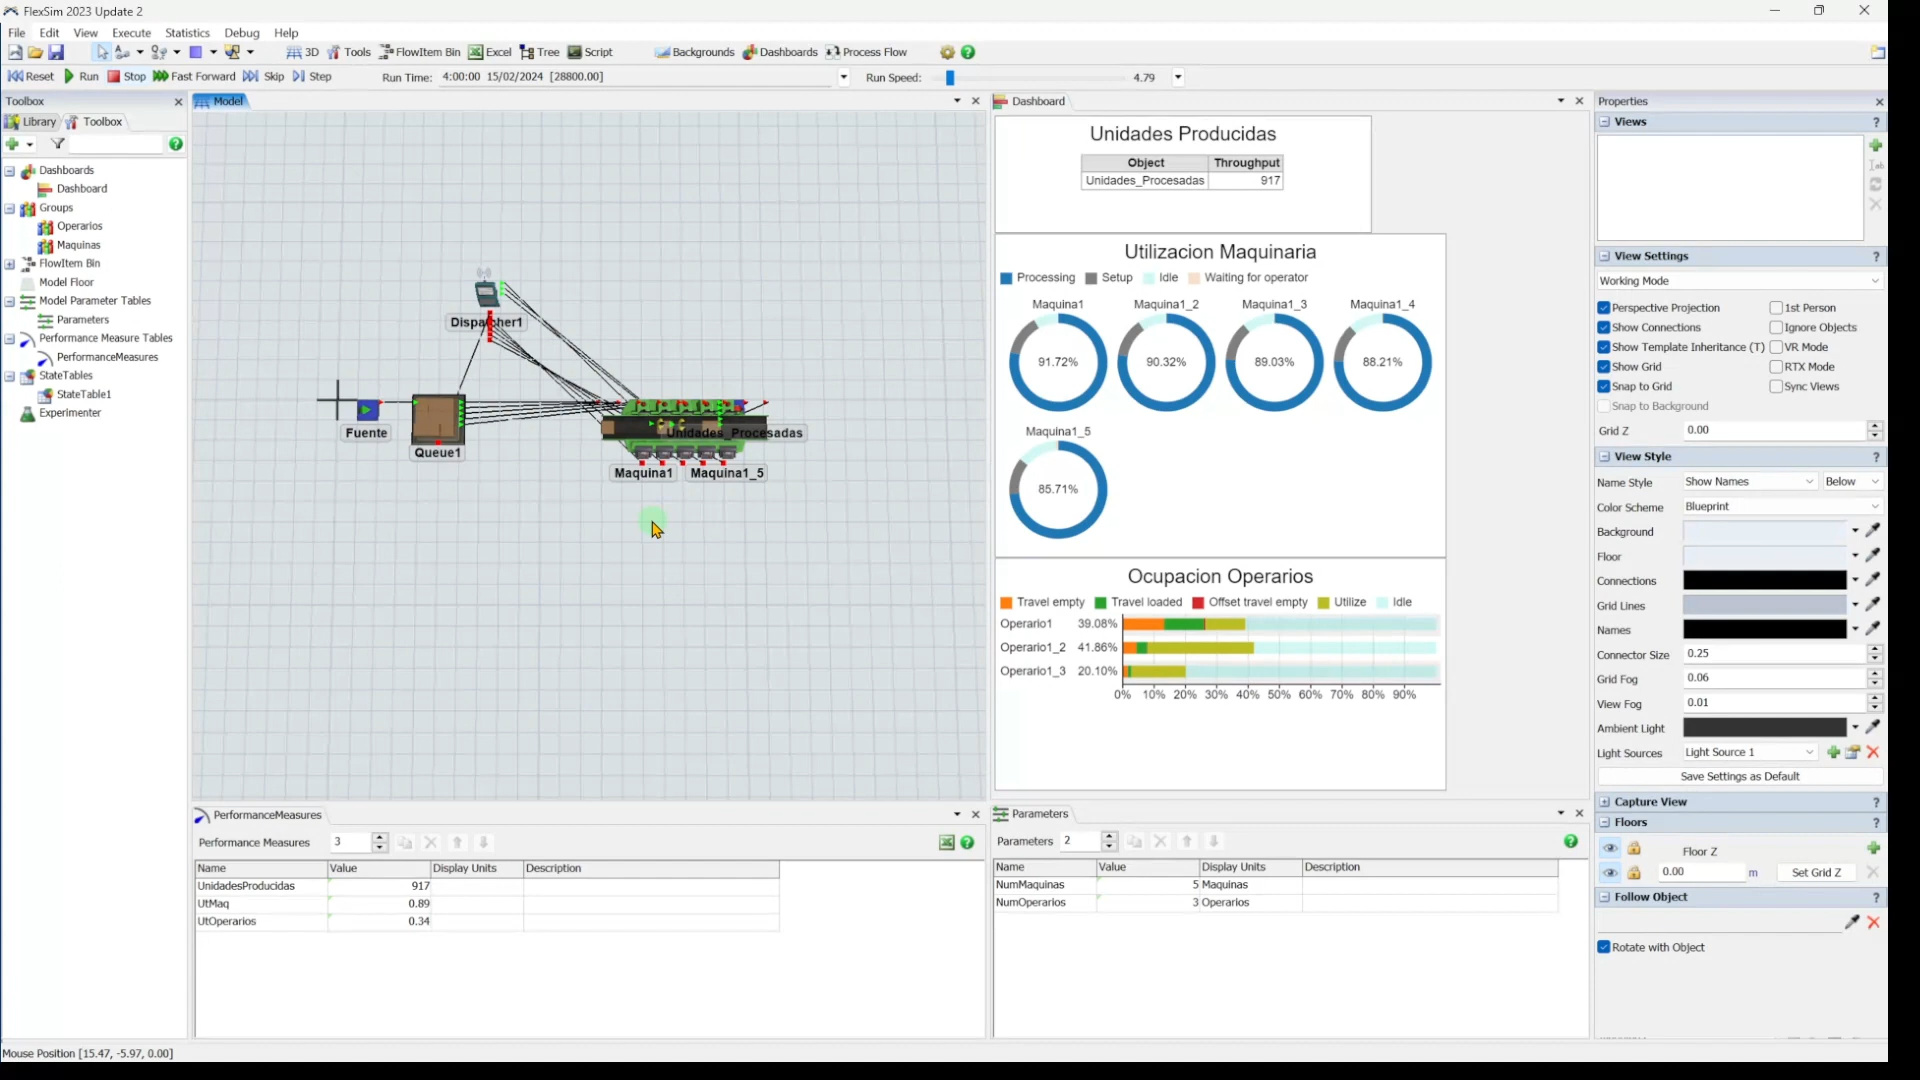 FlexSim 2023 Update 2
File Edit View Execute Statistics Debug Help
3D Tools FlowItem Bin Excel Tree Script Backgrounds Dashboards Process Flow
Reset Run Stop Fast Forward Skip Step Run Time: 4:00:00 15/02/2024 [28800.00] Run Speed: 4.79
Toolbox
Library Toolbox
Dashboards
Dashboard
Groups
Operarios
Maquinas
FlowItem Bin
Model Floor
Model Parameter Tables
Parameters
Performance Measure Tables
PerformanceMeasures
StateTables
StateTable1
Experimenter
Model
Dispatcher1
Fuente
Queue1
Unidades_Procesadas
Maquina1 Maquina1_5
Dashboard
Unidades Producidas
Object Throughput
Unidades_Procesadas 917
Utilizacion Maquinaria
Processing Setup Idle Waiting for operator
Maquina1 Maquina1_2 Maquina1_3 Maquina1_4
91.72% 90.32% 89.03% 88.21%
Maquina1_5
85.71%
Ocupacion Operarios
Travel empty Travel loaded Offset travel empty Utilize Idle
Operario1 39.08%
Operario1_2 41.86%
Operario1_3 20.10%
0% 10% 20% 30% 40% 50% 60% 70% 80% 90%
PerformanceMeasures
Performance Measures 3
Name Value Display Units Description
UnidadesProducidas 917
UtMaq 0.89
UtOperarios 0.34
Parameters
Parameters 2
Name Value Display Units Description
NumMaquinas 5 Maquinas
NumOperarios 3 Operarios
Properties
Views
View Settings
Working Mode
Perspective Projection 1st Person
Show Connections Ignore Objects
Show Template Inheritance (T) VR Mode
Show Grid RTX Mode
Snap to Grid Sync Views
Snap to Background
Grid Z 0.00
View Style
Name Style Show Names Below
Color Scheme Blueprint
Background
Floor
Connections
Grid Lines
Names
Connector Size 0.25
Grid Fog 0.06
View Fog 0.01
Ambient Light
Light Sources Light Source 1
Save Settings as Default
Capture View
Floors
Floor Z
0.00 m Set Grid Z
Follow Object
Rotate with Object
Mouse Position [15.47, -5.97, 0.00]